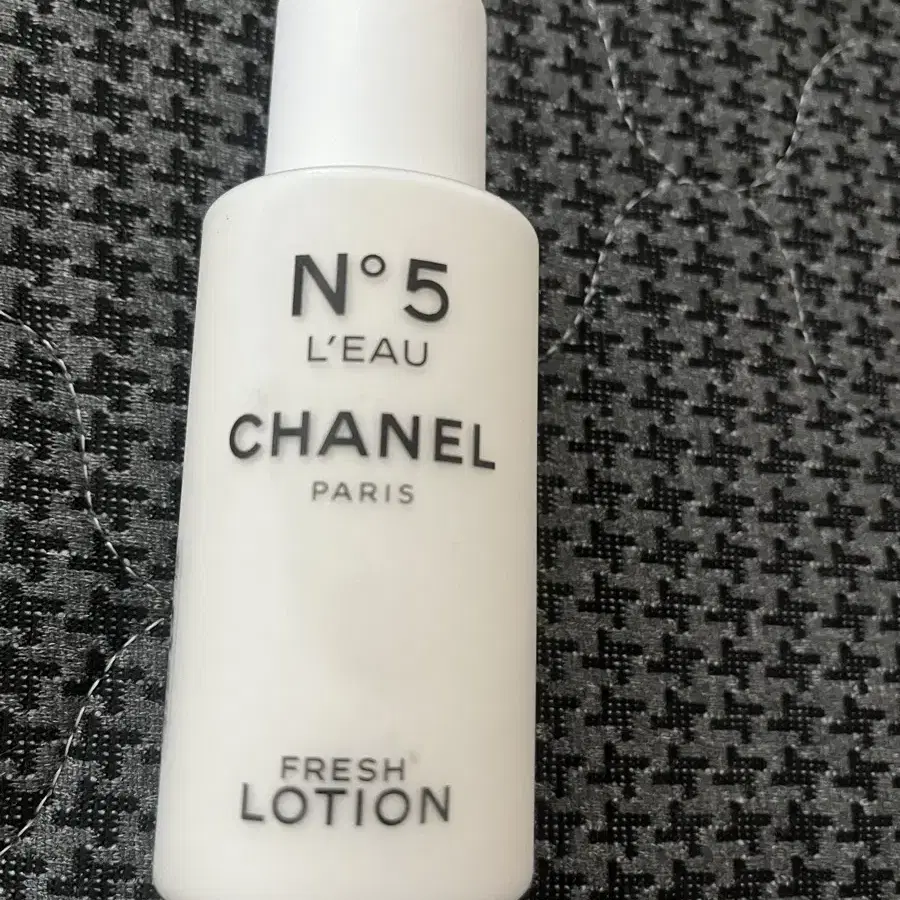 N°5
L'EAU
CHANEL
PARIS
FRESH
LOTION